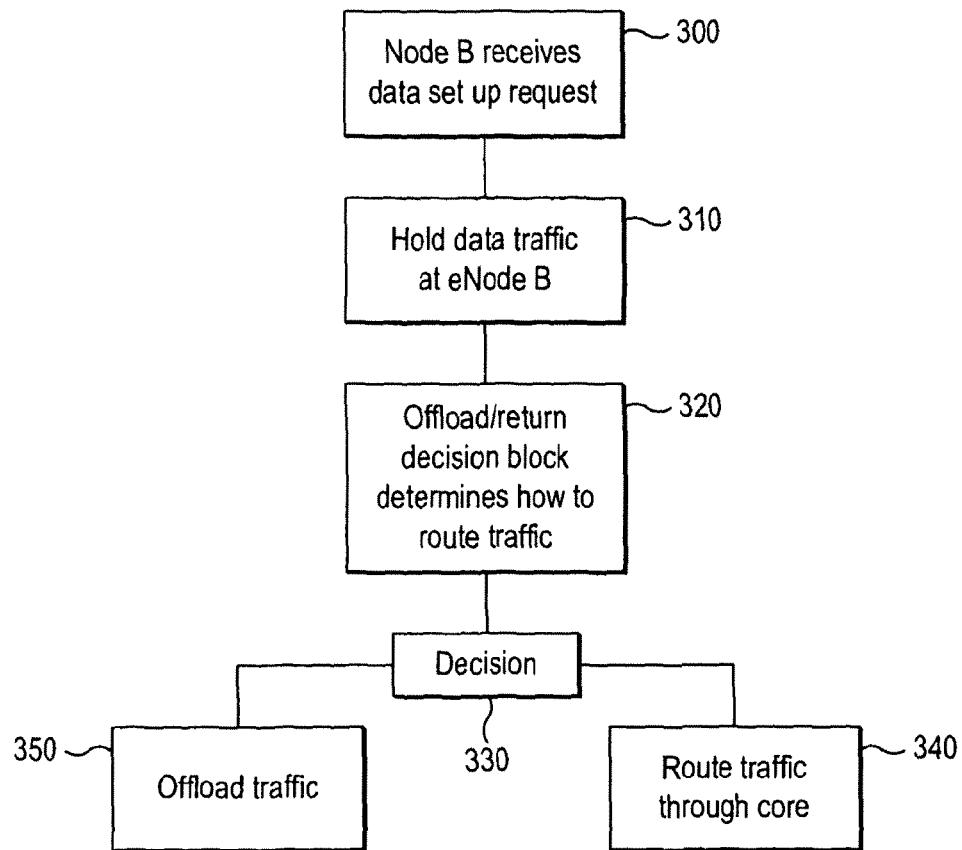 Node B receives
data set up request
300
Hold data traffic
at eNode B
310
Offload/return
decision block
determines how to
route traffic
320
Decision
330
350
Offload traffic
Route traffic
through core
340